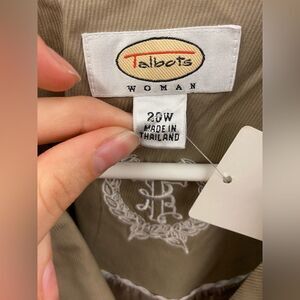 Talbots
WOMAN
20W
MADE IN
THAILAND